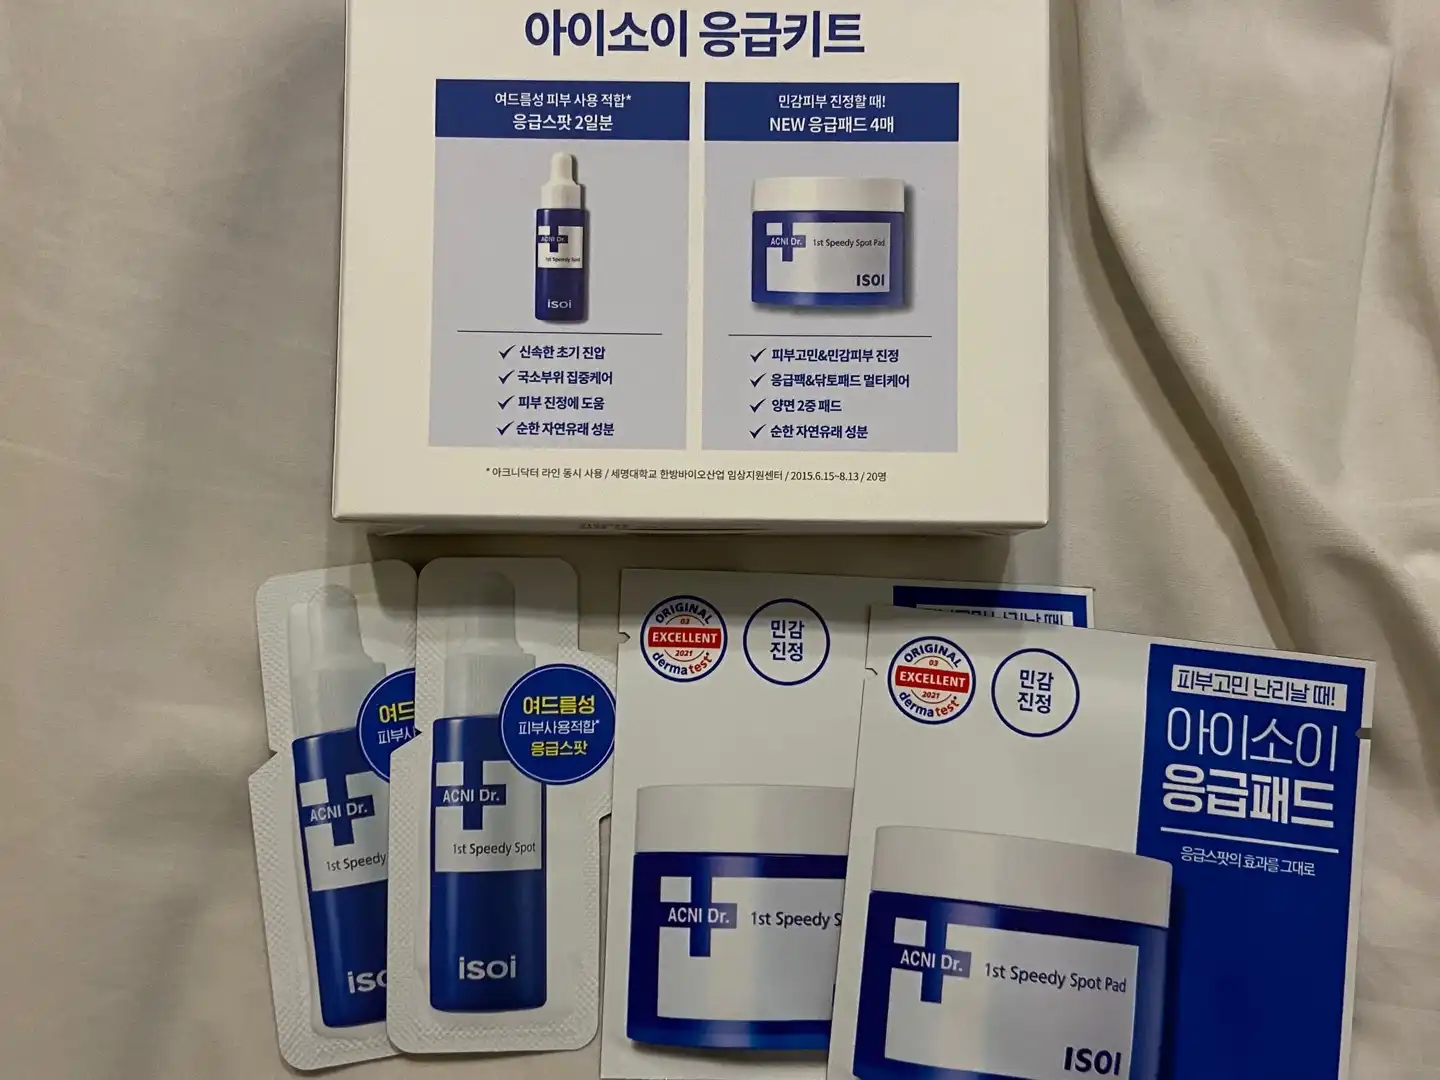 아이소이 응급키트
여드름성 피부 사용 적합*
응급스팟 2일분
ACNI Dr.
1st Speedy Spot
isoi
신속한 초기 진압
국소부위 집중케어
피부 진정에 도움
순한 자연유래 성분
민감피부 진정할 때!
NEW 응급패드 4매
ACNI Dr.
1st Speedy Spot Pad
ISOI
피부고민&민감피부 진정
응급팩&닦토패드 멀티케어
양면 2중 패드
순한 자연유래 성분
* 아크니닥터 라인 동시 사용 / 세명대학교 한방바이오산업 임상지원센터 / 2015.6.15~8.13 / 20명
여드
피부사
ACNI Dr.
1st Speedy
iso
여드름성
피부사용적합*
응급스팟
ACNI Dr.
1st Speedy Spot
isoi
ORIGINAL
03
EXCELLENT
2021
dermatest
민감
진정
ACNI Dr.
1st Speedy S
ORIGINAL
03
EXCELLENT
2021
dermatest
민감
진정
피부고민 난리날 때!
아이소이
응급패드
응급스팟의 효과를 그대로
ACNI Dr.
1st Speedy Spot Pad
ISOI